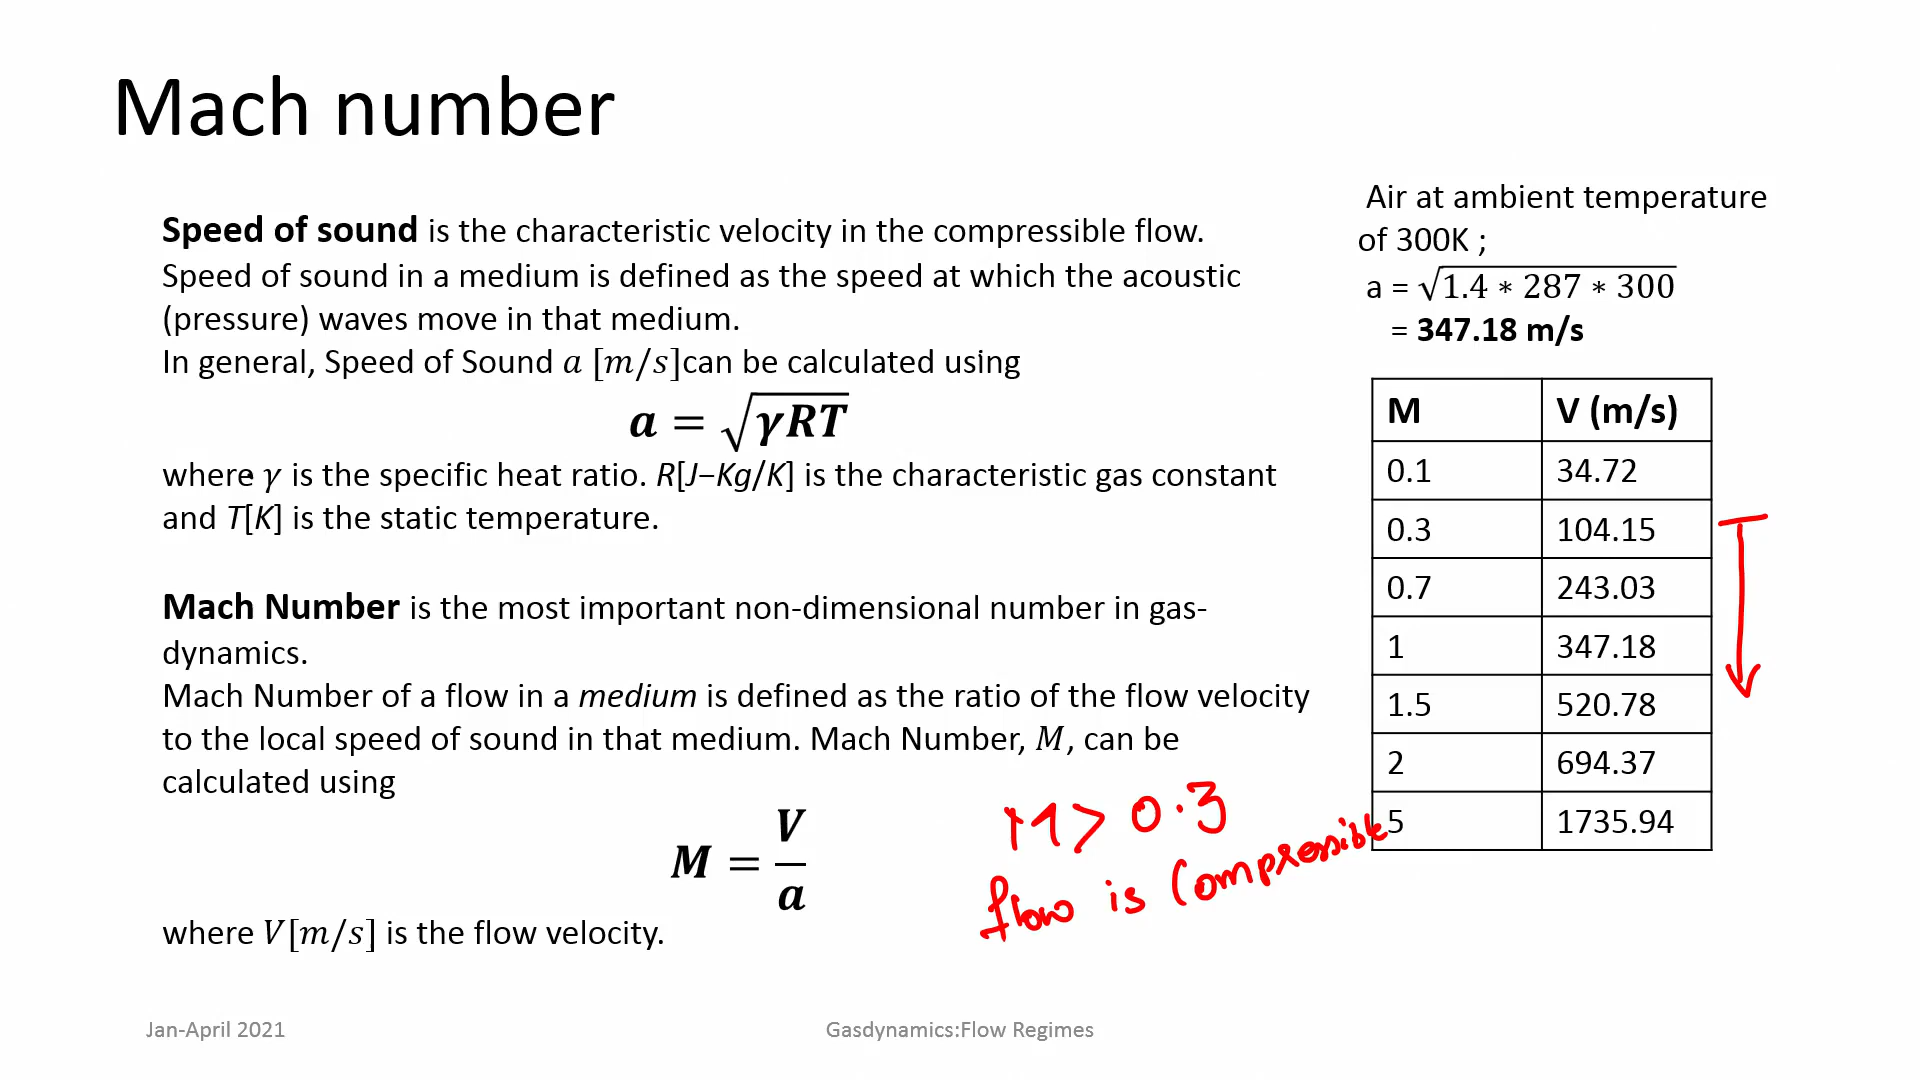 Mach number
Speed of sound is the characteristic velocity in the compressible flow.
Speed of sound in a medium is defined as the speed at which the acoustic
(pressure) waves move in that medium.
In general, Speed of Sound a [m/s]can be calculated using
a = √γRT
where γ is the specific heat ratio. R[J–Kg/K] is the characteristic gas constant
and T[K] is the static temperature.
Mach Number is the most important non-dimensional number in gas-
dynamics.
Mach Number of a flow in a medium is defined as the ratio of the flow velocity
to the local speed of sound in that medium. Mach Number, M, can be
calculated using
M = V/a
where V[m/s] is the flow velocity.
M > 0.3
flow is Compressible
Air at ambient temperature
of 300K ;
a = √1.4 ∗ 287 ∗ 300
= 347.18 m/s
M V (m/s)
0.1 34.72
0.3 104.15
0.7 243.03
1 347.18
1.5 520.78
2 694.37
5 1735.94
Jan-April 2021
Gasdynamics:Flow Regimes